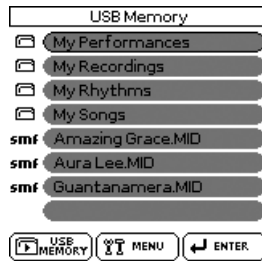 USB Memory
My Performances
My Recordings
My Rhythms
My Songs
smf Amazing Grace.MID
smf Aura Lee.MID
smf Guantanamera.MID
USB MEMORY MENU ENTER